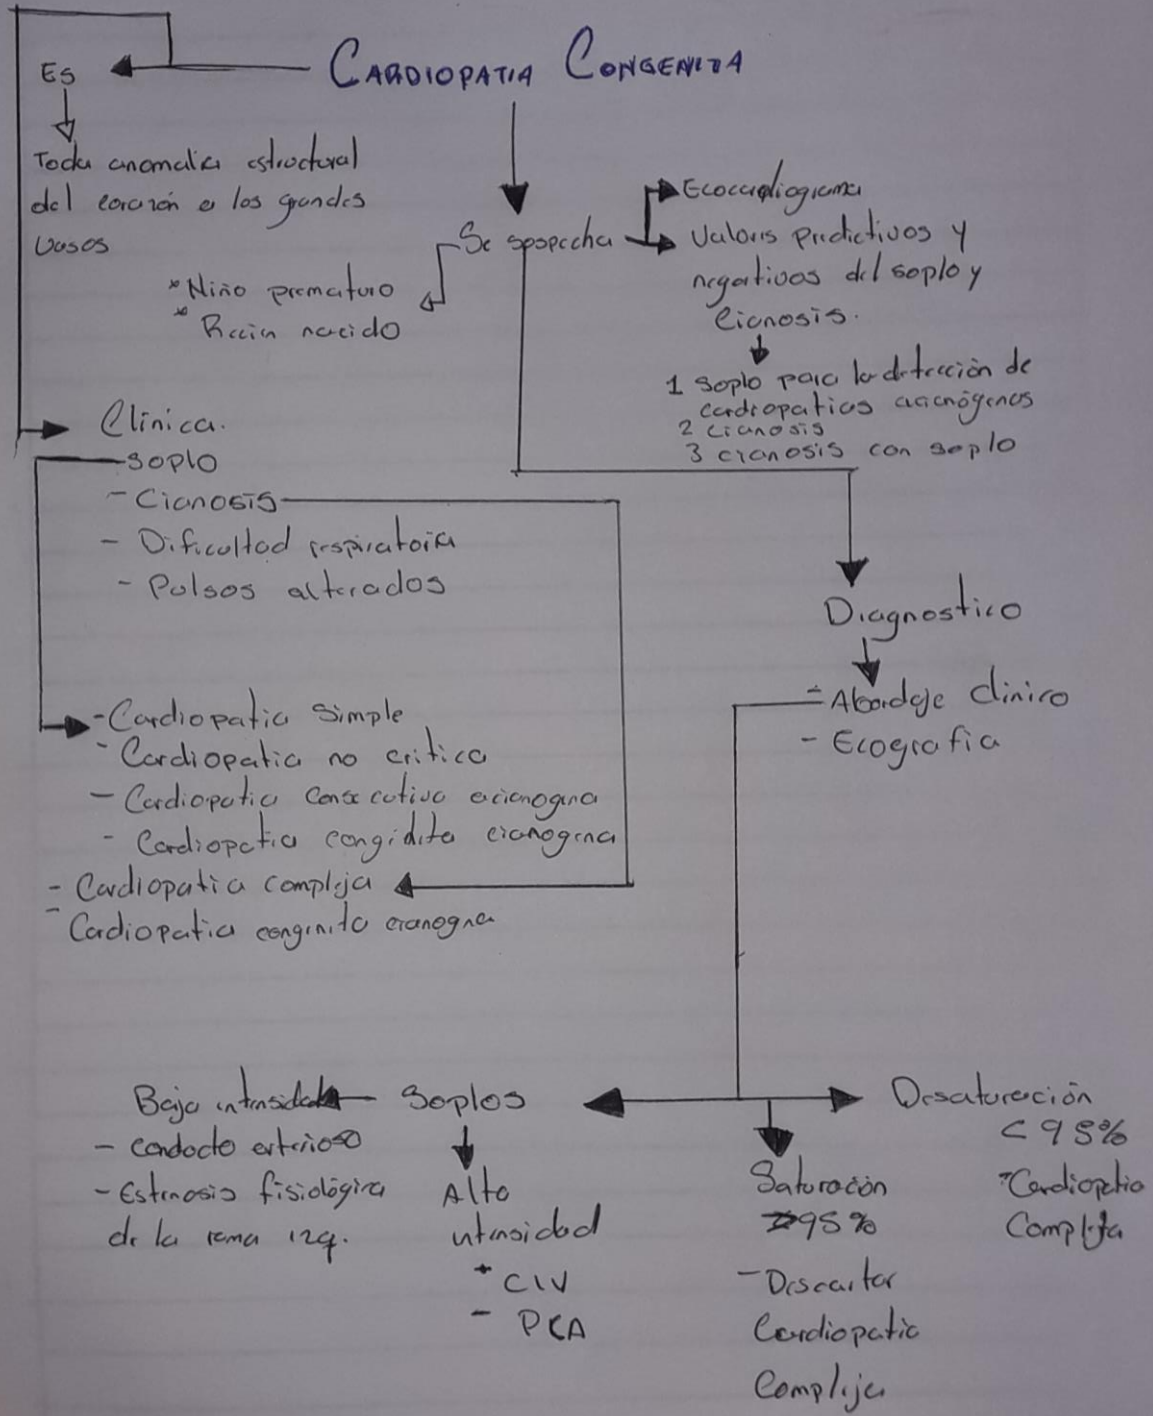 CARDIOPATIA CONGENITA
Es
Toda anomalia estructural
del corazón o los grandes
vasos
Se sospecha
* Niño prematuro
* Recien nacido
Ecocardiograma
Valores predictivos y
negativos del soplo y
Cianosis.
1 Soplo para la detección de
cardiopatias acianógenas
2 cianosis
3 cianosis con soplo
Clinica.
- Soplo
- Cianosis
- Dificultad respiratoria
- Pulsos alterados
- Cardiopatia Simple
- Cardiopatia no critica
- Cardiopatia acianogena
- Cardiopatia cianogena
- Cardiopatia compleja
- Cardiopatia congenita
Diagnostico
- Abordaje Clinico
- Ecografia
Soplos
Baja intensidad
- conducto arterioso
- Estenosis fisiológica
de la rama izq.
Alta
intensidad
- CIV
- PCA
Saturación
95%
- Descartar
Cardiopatia
Compleja
Desaturación
< 95%
- Cardiopatia
Compleja